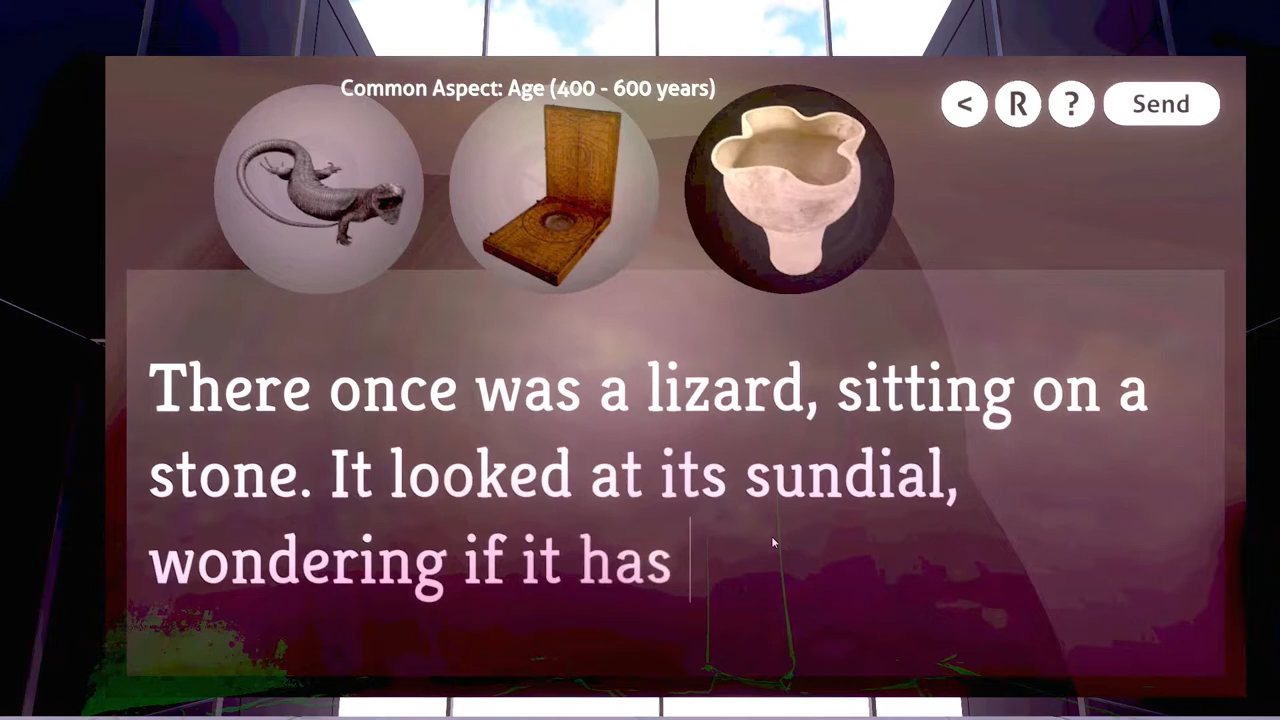 Common Aspect: Age (400 - 600 years)
< R ? Send
There once was a lizard, sitting on a
stone. It looked at its sundial,
wondering if it has